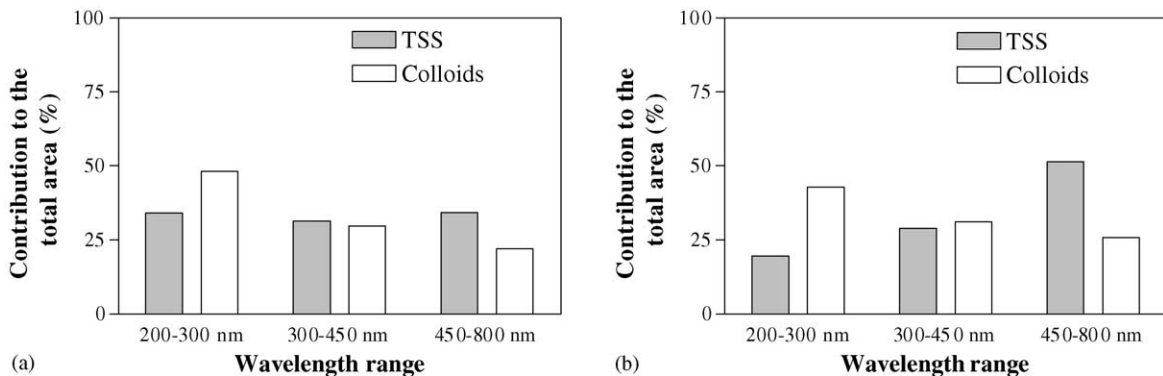 100
75
50
25
0
Contribution to the
total area (%)
TSS
Colloids
200-300 nm
300-450 nm
450-800 nm
Wavelength range
(a)
100
75
50
25
0
Contribution to the
total area (%)
TSS
Colloids
200-300 nm
300-450 nm
450-800 nm
Wavelength range
(b)